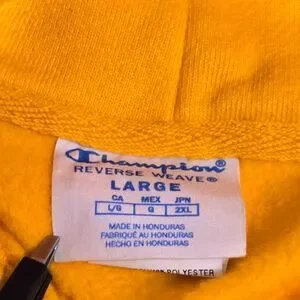 Champion
REVERSE WEAVE®
LARGE
CA MEX JPN
L/G G 2XL
MADE IN HONDURAS
FABRIQUÉ AU HONDURAS
HECHO EN HONDURAS
POLYESTER